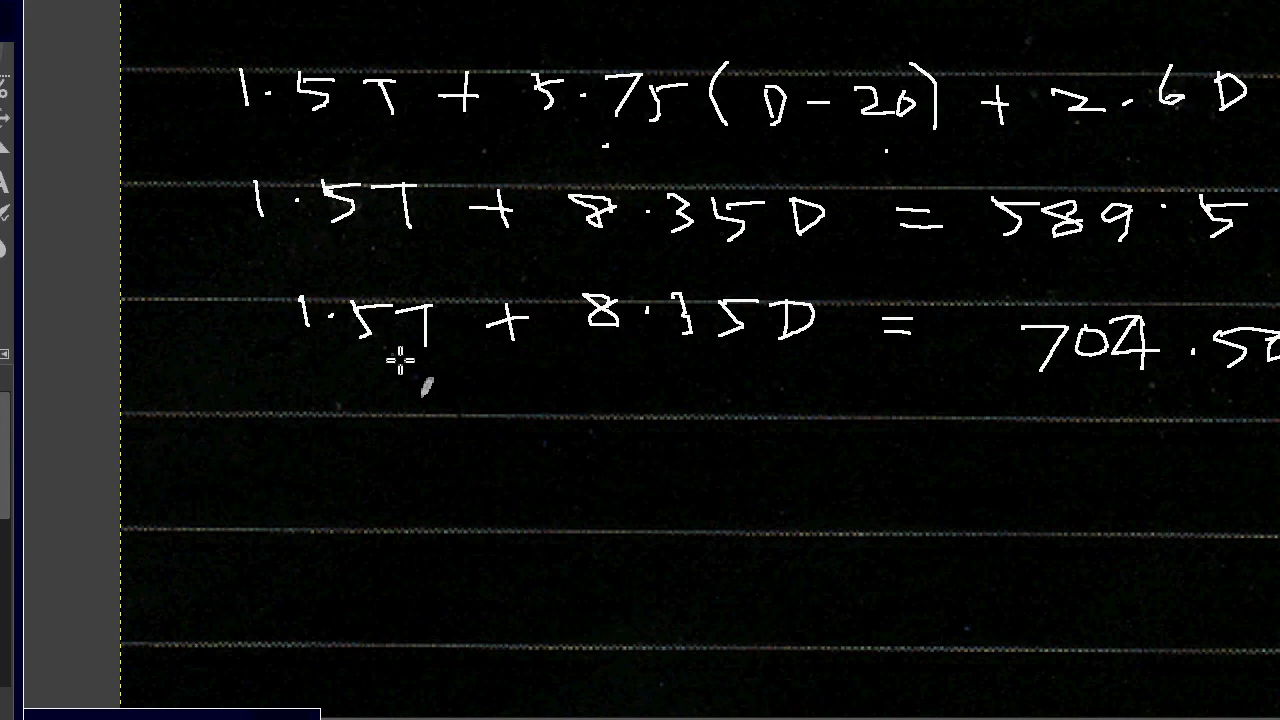 1.5T + 5.75(D-20) + 2.6D
1.5T + 8.35D = 589.5
1.5T + 8.35D = 704.50